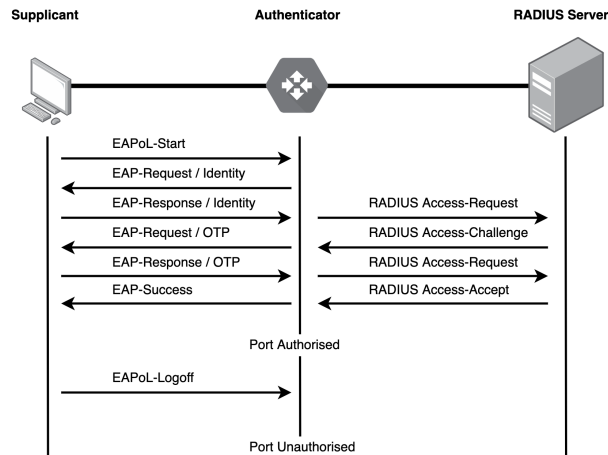 Supplicant Authenticator RADIUS Server
EAPoL-Start
EAP-Request / Identity
EAP-Response / Identity RADIUS Access-Request
EAP-Request / OTP RADIUS Access-Challenge
EAP-Response / OTP RADIUS Access-Request
EAP-Success RADIUS Access-Accept
Port Authorised
EAPoL-Logoff
Port Unauthorised